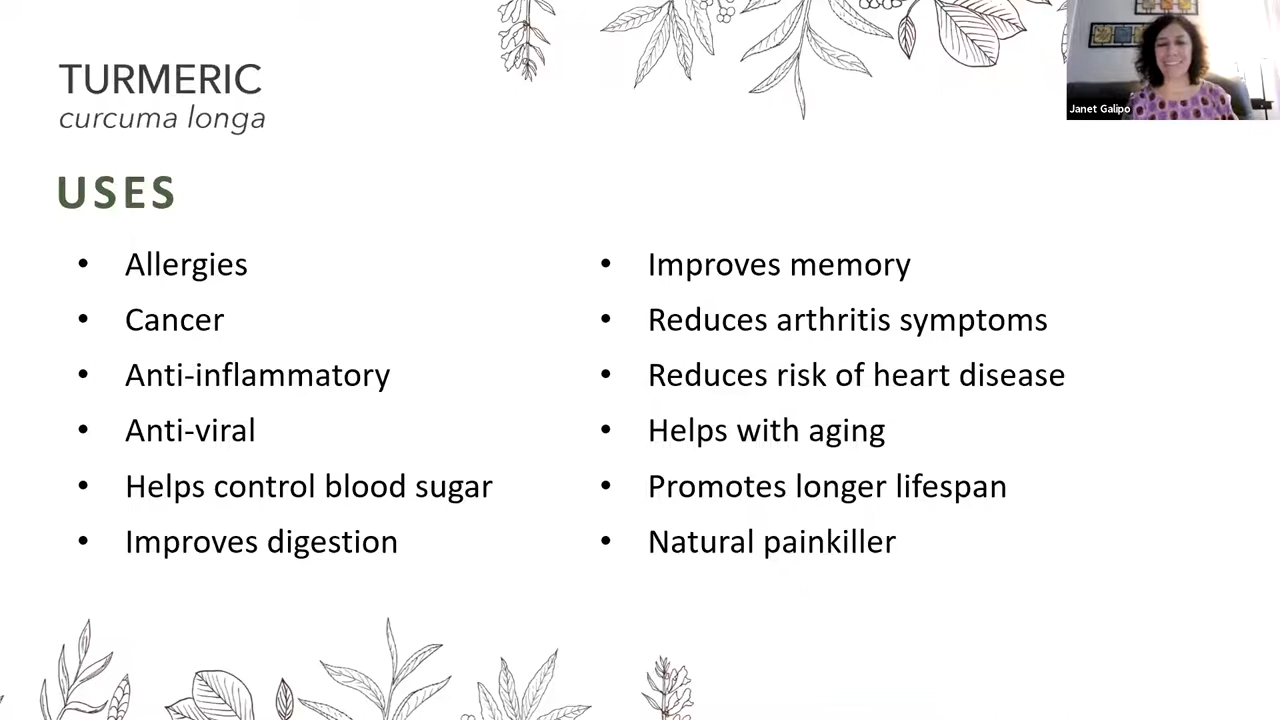 TURMERIC
curcuma longa
Janet Galipo
USES
• Allergies
• Cancer
• Anti-inflammatory
• Anti-viral
• Helps control blood sugar
• Improves digestion
• Improves memory
• Reduces arthritis symptoms
• Reduces risk of heart disease
• Helps with aging
• Promotes longer lifespan
• Natural painkiller